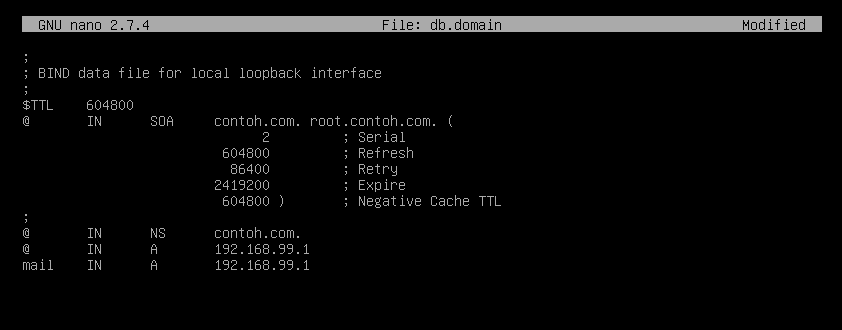 GNU nano 2.7.4 File: db.domain Modified
;
; BIND data file for local loopback interface
;
$TTL 604800
@ IN SOA contoh.com. root.contoh.com. (
2 ; Serial
604800 ; Refresh
86400 ; Retry
2419200 ; Expire
604800 ) ; Negative Cache TTL
;
@ IN NS contoh.com.
@ IN A 192.168.99.1
mail IN A 192.168.99.1